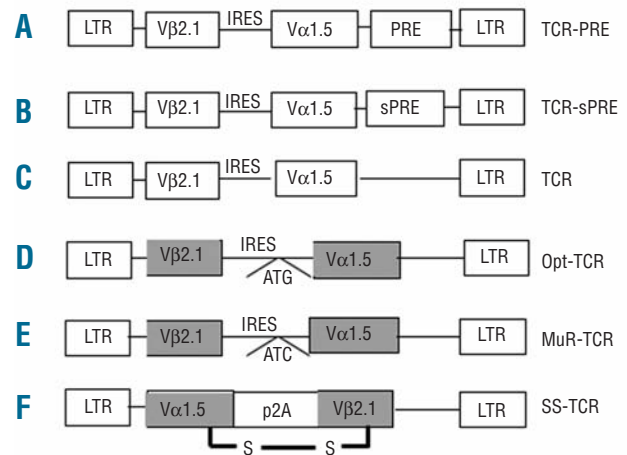 A LTR Vβ2.1 IRES Vα1.5 PRE LTR TCR-PRE
B LTR Vβ2.1 IRES Vα1.5 sPRE LTR TCR-sPRE
C LTR Vβ2.1 IRES Vα1.5 LTR TCR
D LTR Vβ2.1 IRES ATG Vα1.5 LTR Opt-TCR
E LTR Vβ2.1 IRES ATC Vα1.5 LTR MuR-TCR
F LTR Vα1.5 p2A Vβ2.1 LTR SS-TCR
S S